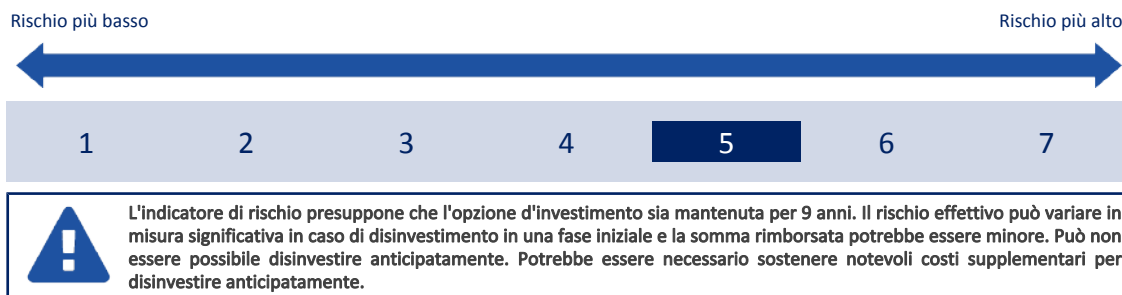 Rischio più basso Rischio più alto
1 2 3 4 5 6 7
L'indicatore di rischio presuppone che l'opzione d'investimento sia mantenuta per 9 anni. Il rischio effettivo può variare in
misura significativa in caso di disinvestimento in una fase iniziale e la somma rimborsata potrebbe essere minore. Può non
essere possibile disinvestire anticipatamente. Potrebbe essere necessario sostenere notevoli costi supplementari per
disinvestire anticipatamente.